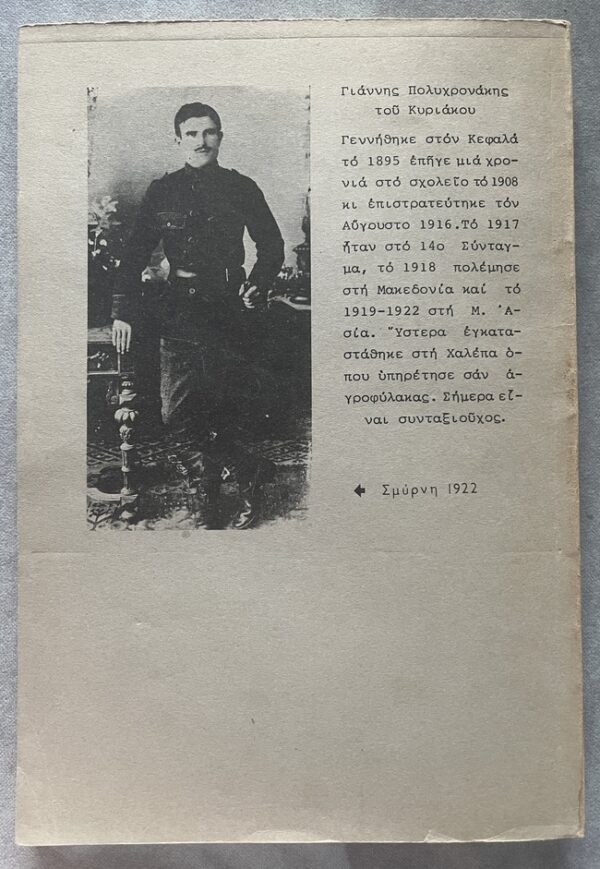 Γιάννης Πολυχρονάκης
τοῦ Κυριάκου
Γεννήθηκε στόν Κεφαλά
τό 1895 ἐπῆγε μιά χρο-
νιά στό σχολεῖο τό 1908
κι ἐπιστρατεύτηκε τόν
Αὔγουστο 1916.Τό 1917
ἦταν στό 14ο Σύνταγ-
μα, τό 1918 πολέμησε
στή Μακεδονία καί τό
1919-1922 στή Μ. Ἀ-
σία. Ὕστερα ἐγκατα-
στάθηκε στή Χαλέπα ὅ-
που ὑπηρέτησε σάν ἀ-
γροφύλακας. Σήμερα εἶ-
ναι συνταξιοῦχος.
Σμύρνη 1922